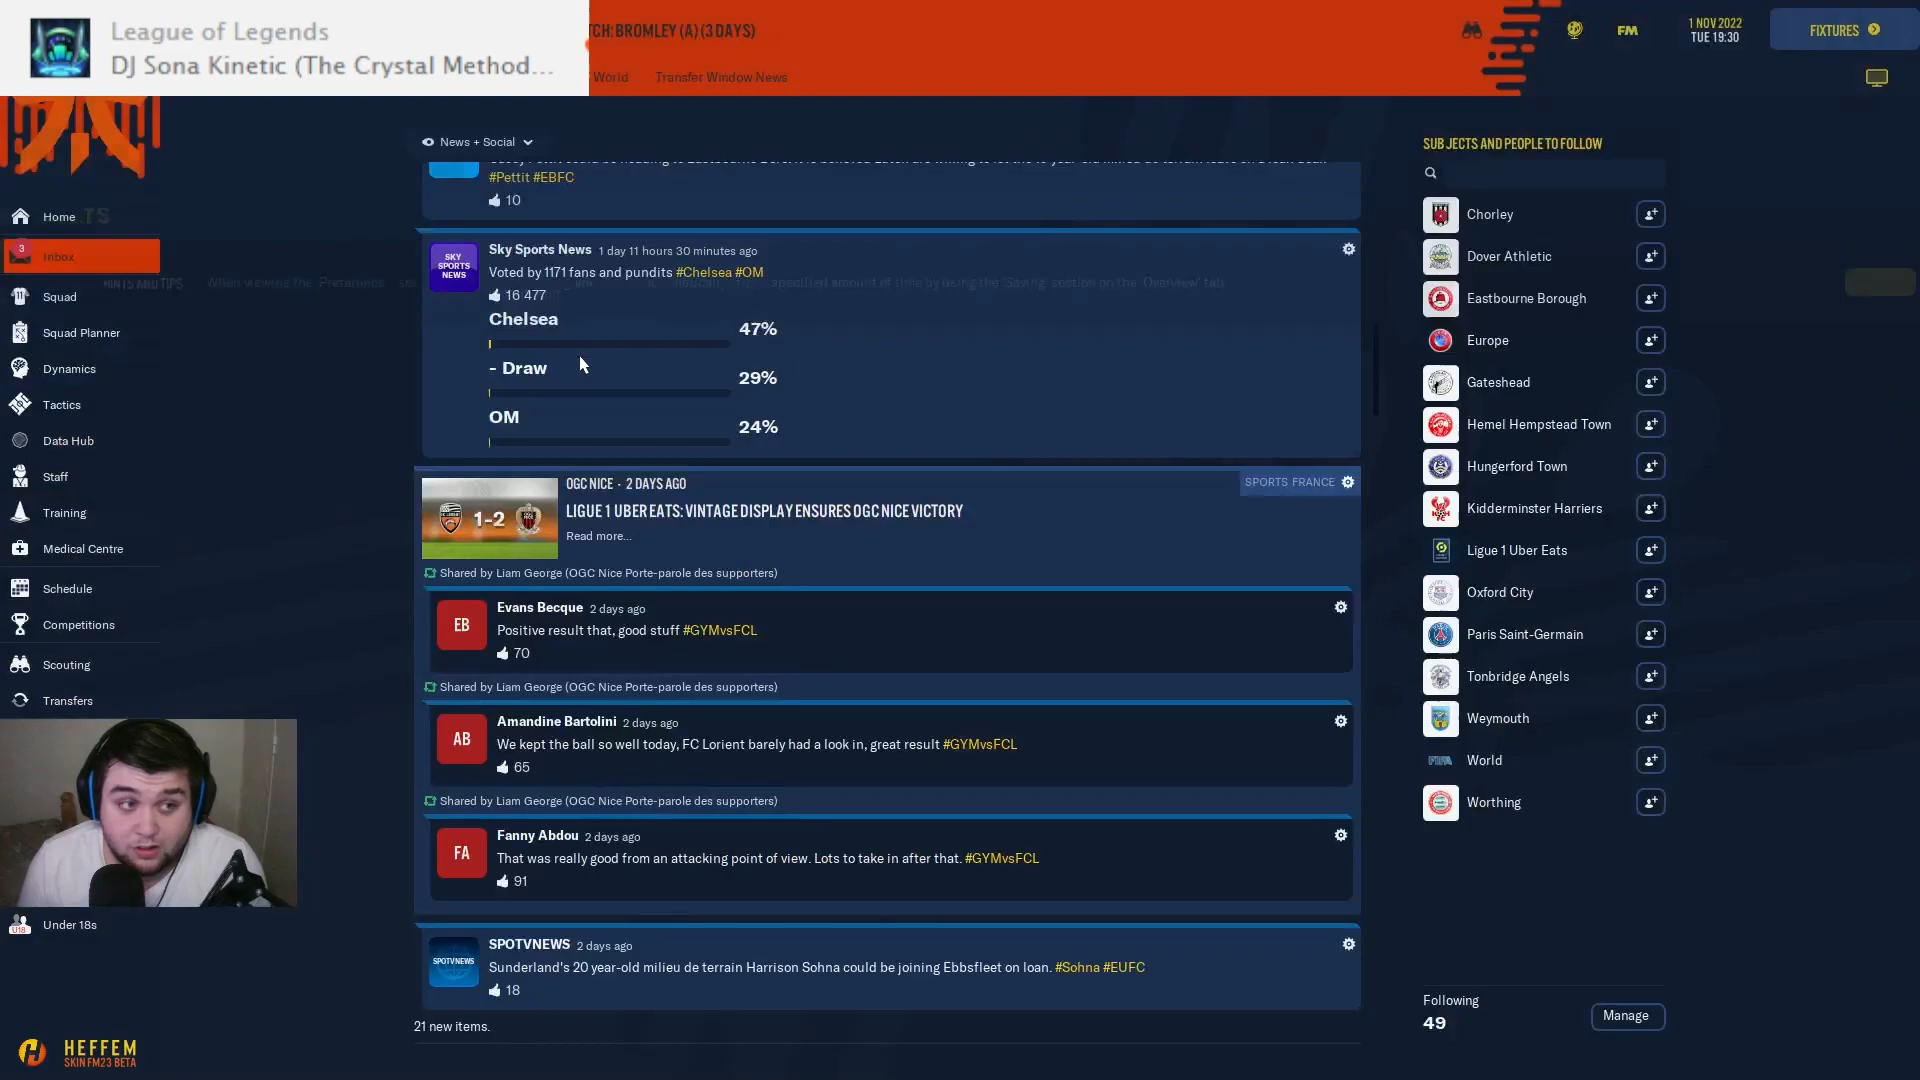 League of Legends
DJ Sona Kinetic (The Crystal Method...
TCH: BROMLEY (A) (3 DAYS)
World
Transfer Window News
FM
1 NOV 2022
TUE 19:30
FIXTURES
News + Social
#Pettit #EBFC
10
SKY SPORTS NEWS
Sky Sports News 1 day 11 hours 30 minutes ago
Voted by 1171 fans and pundits #Chelsea #OM
16 477
Chelsea
47%
- Draw
29%
OM
24%
OGC NICE - 2 DAYS AGO
SPORTS FRANCE
1-2
LIGUE 1 UBER EATS: VINTAGE DISPLAY ENSURES OGC NICE VICTORY
Read more...
Shared by Liam George (OGC Nice Porte-parole des supporters)
EB
Evans Becque 2 days ago
Positive result that, good stuff #GYMvsFCL
70
Shared by Liam George (OGC Nice Porte-parole des supporters)
AB
Amandine Bartolini 2 days ago
We kept the ball so well today, FC Lorient barely had a look in, great result #GYMvsFCL
65
Shared by Liam George (OGC Nice Porte-parole des supporters)
FA
Fanny Abdou 2 days ago
That was really good from an attacking point of view. Lots to take in after that. #GYMvsFCL
91
SPOTVNEWS
SPOTVNEWS 2 days ago
Sunderland's 20 year-old milieu de terrain Harrison Sohna could be joining Ebbsfleet on loan. #Sohna #EUFC
18
21 new items.
Home
3
Inbox
Squad
Squad Planner
Dynamics
Tactics
Data Hub
Staff
Training
Medical Centre
Schedule
Competitions
Scouting
Transfers
U18
Under 18s
HEFFEM
SKIN FM23 BETA
SUBJECTS AND PEOPLE TO FOLLOW
Chorley
Dover Athletic
Eastbourne Borough
Europe
Gateshead
Hemel Hempstead Town
Hungerford Town
Kidderminster Harriers
Ligue 1 Uber Eats
Oxford City
Paris Saint-Germain
Tonbridge Angels
Weymouth
FIFA
World
Worthing
Following
49
Manage